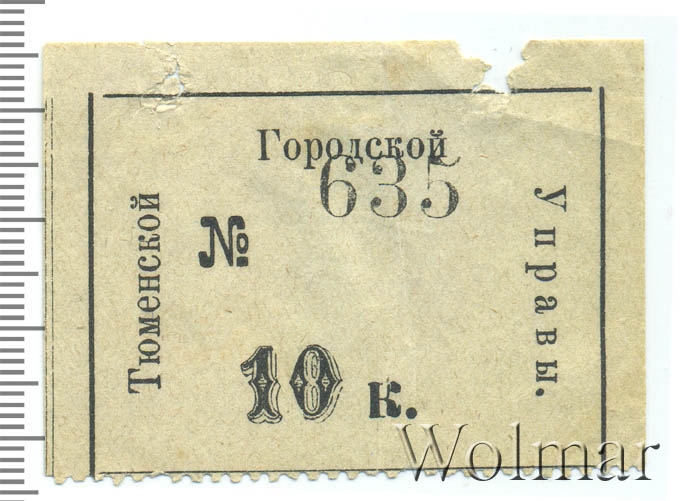 Тюменской
Городской
Управы.
635
№
10 к.
Wolmar